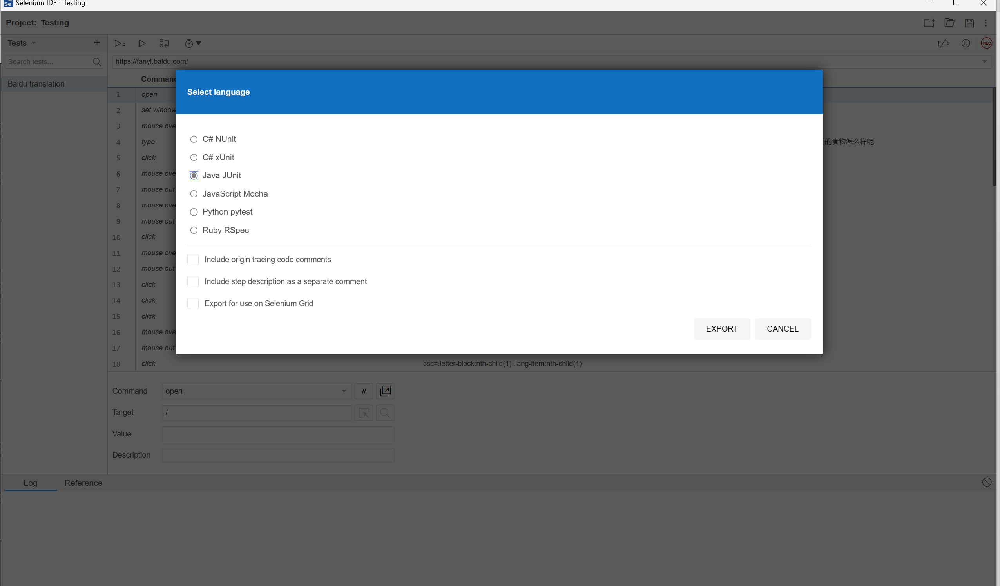 Selenium IDE - Testing
Project: Testing
Tests
Search tests...
https://fanyi.baidu.com/
Baidu translation
Command
1 open
2 set window
3 mouse ove
4 type 的食物怎么样呢
5 click
6 mouse ove
7 mouse out
8 mouse ove
9 mouse out
10 click
11 mouse ove
12 mouse out
13 click
14 click
15 click
16 mouse ove
17 mouse out
18 click css=.letter-block:nth-child(1) .lang-item:nth-child(1)
Select language
C# NUnit
C# xUnit
Java JUnit
JavaScript Mocha
Python pytest
Ruby RSpec
Include origin tracing code comments
Include step description as a separate comment
Export for use on Selenium Grid
EXPORT CANCEL
Command open //
Target /
Value
Description
Log Reference
REC
Se